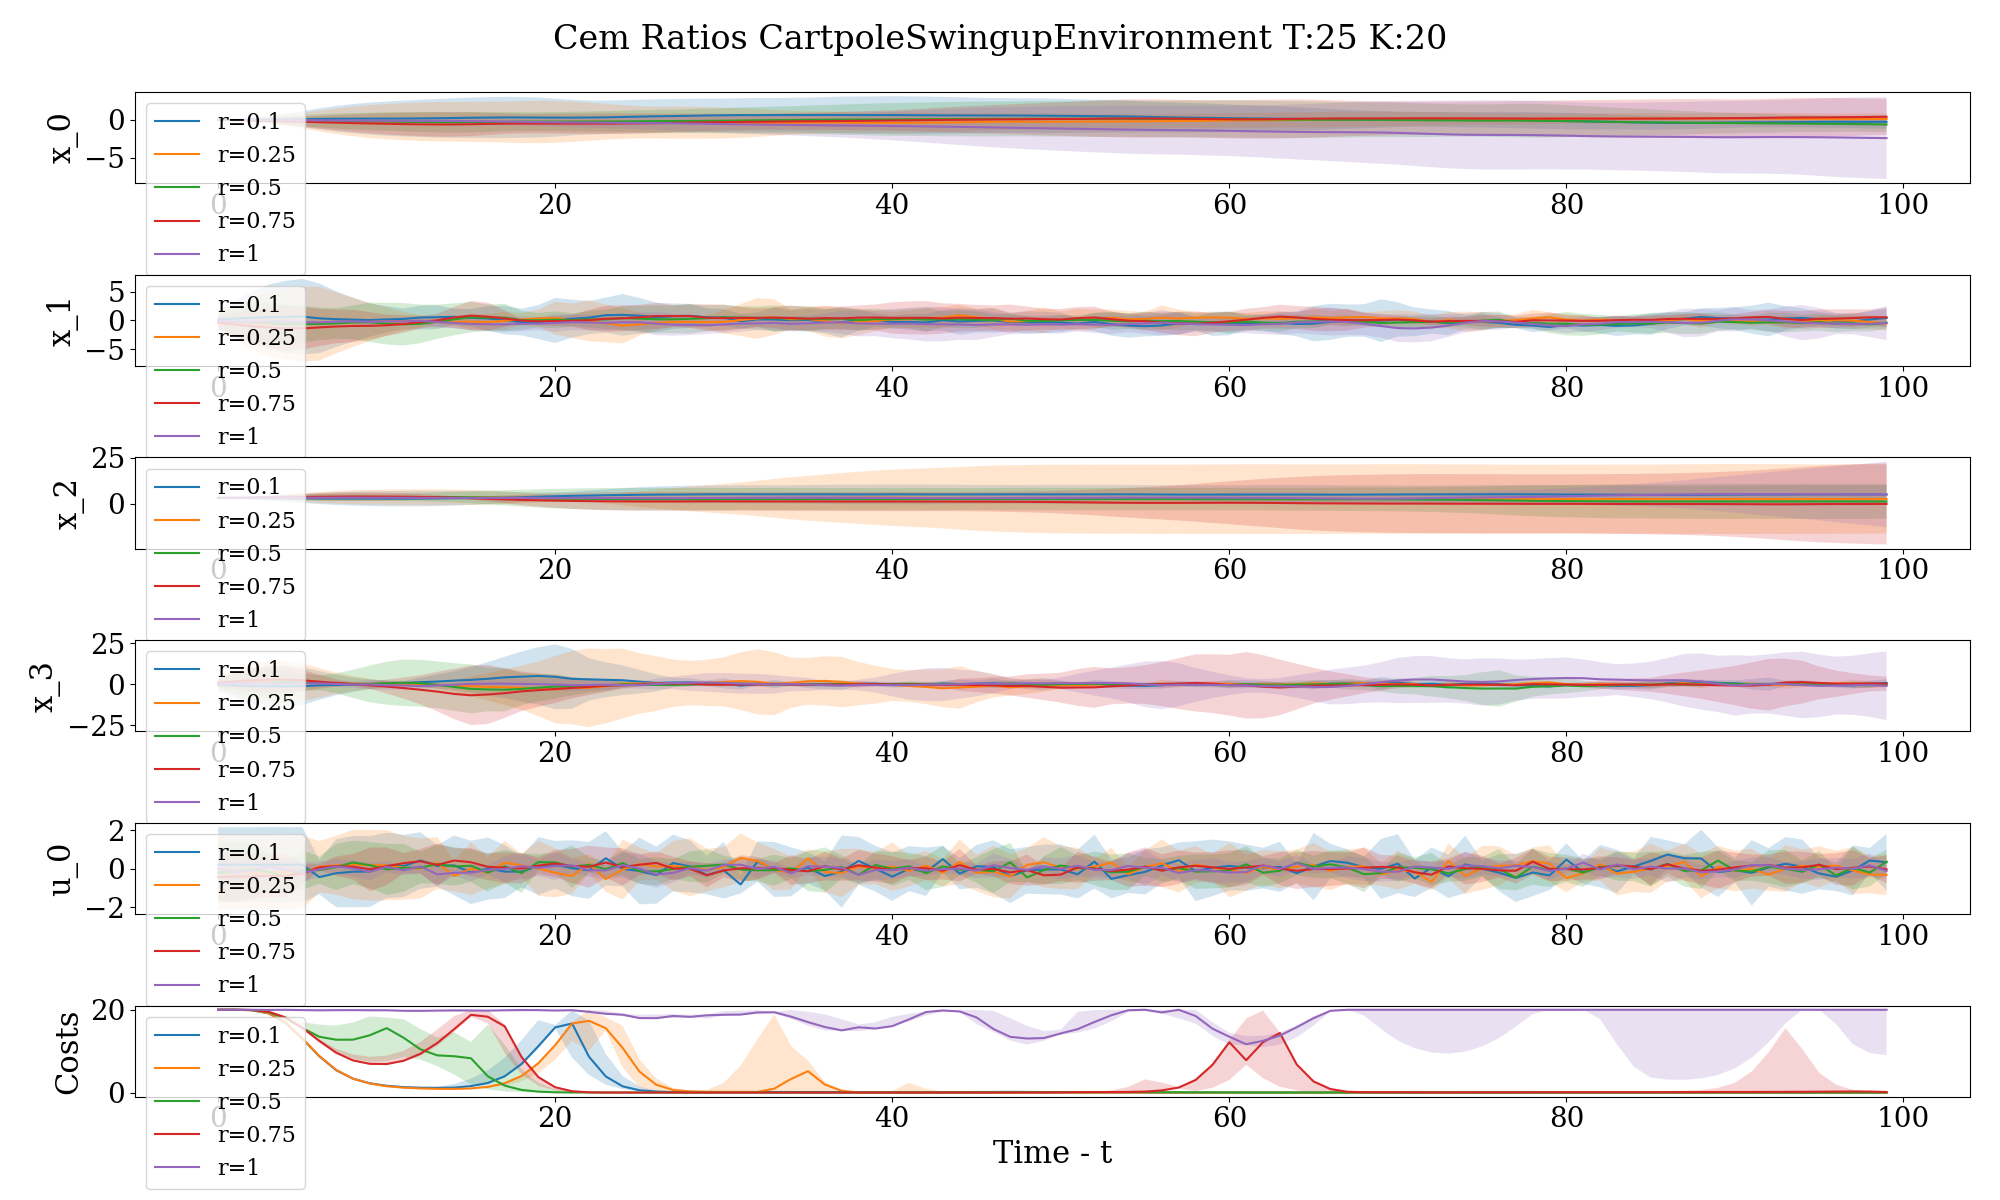 Cem Ratios CartpoleSwingupEnvironment T:25 K:20
x_0
0
−5
r=0.1
r=0.25
r=0.5
r=0.75
r=1
0 20 40 60 80 100
x_1
5
0
−5
r=0.1
r=0.25
r=0.5
r=0.75
r=1
0 20 40 60 80 100
x_2
25
0
r=0.1
r=0.25
r=0.5
r=0.75
r=1
0 20 40 60 80 100
x_3
25
0
−25
r=0.1
r=0.25
r=0.5
r=0.75
r=1
0 20 40 60 80 100
u_0
2
0
−2
r=0.1
r=0.25
r=0.5
r=0.75
r=1
0 20 40 60 80 100
Costs
20
0
r=0.1
r=0.25
r=0.5
r=0.75
r=1
0 20 40 60 80 100
Time - t